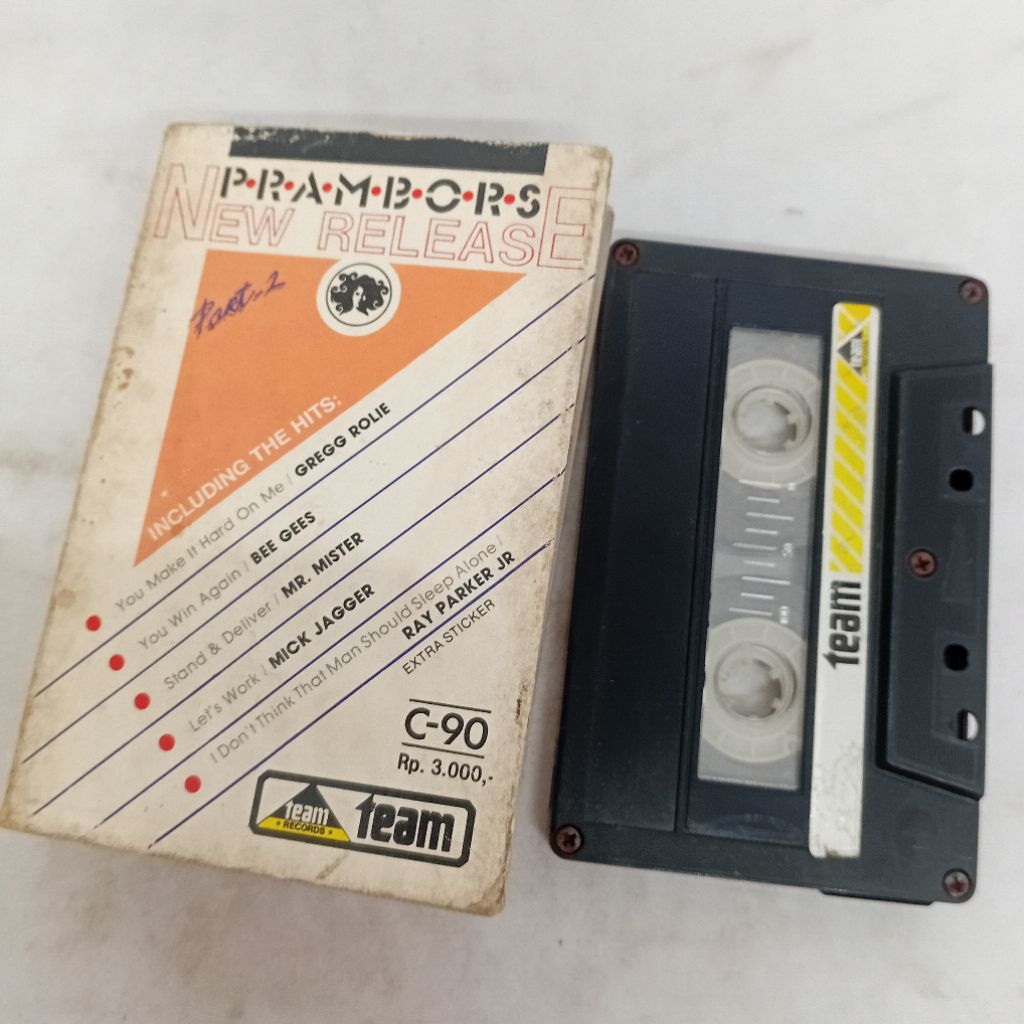 P•R•A•M•B•O•R•S
NEW RELEASE
Part-2
INCLUDING THE HITS:
You Make It Hard On Me / GREGG ROLIE
You Win Again / BEE GEES
Stand & Deliver / MR. MISTER
Let's Work / MICK JAGGER
I Don't Think That Man Should Sleep Alone /
RAY PARKER JR
EXTRA STICKER
C-90
Rp. 3.000,-
team
RECORDS
team
team